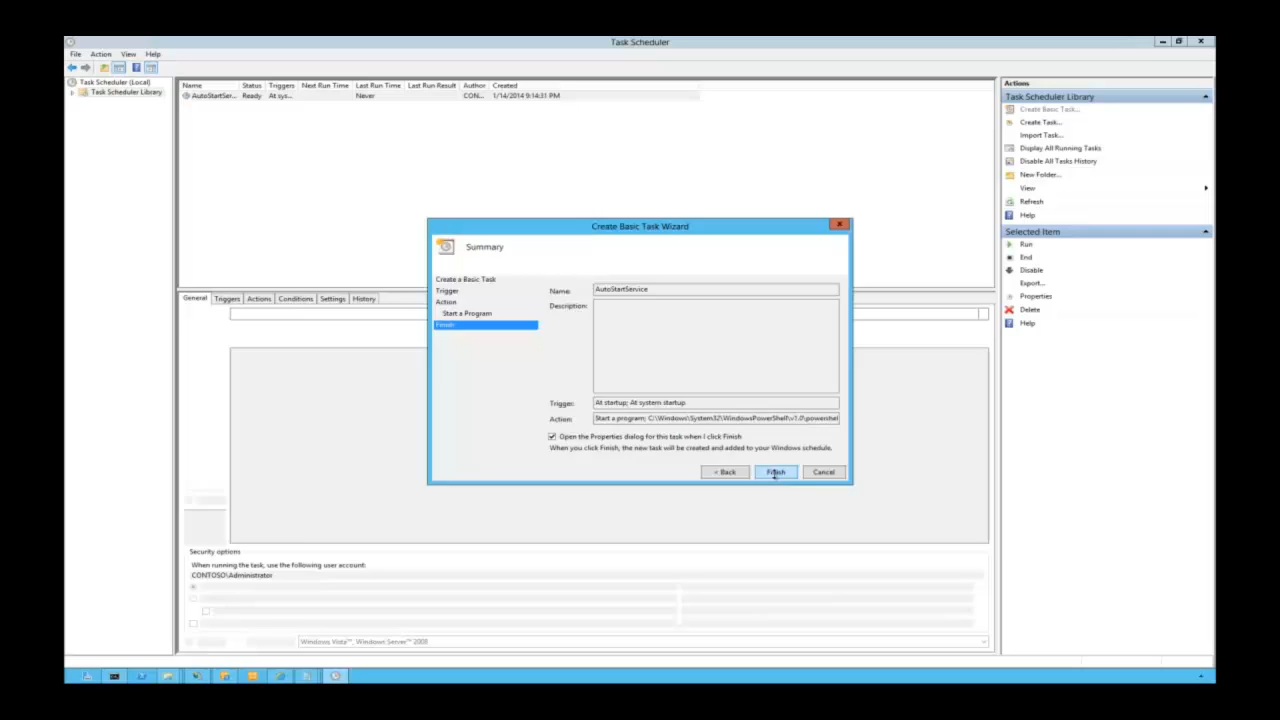 Task Scheduler
File Action View Help
Task Scheduler (Local)
Task Scheduler Library
Name Status Triggers Next Run Time Last Run Time Last Run Result Author Created
AutoStartSer... Ready At sys... Never CON... 1/14/2014 9:14:31 PM
General Triggers Actions Conditions Settings History
Security options
When running the task, use the following user account:
CONTOSO\Administrator
Windows Vista™, Windows Server™ 2008
Create Basic Task Wizard
Summary
Create a Basic Task
Trigger
Action
Start a Program
Finish
Name: AutoStartService
Description:
Trigger: At startup; At system startup
Action: Start a program; C:\Windows\System32\WindowsPowerShell\v1.0\powershel
Open the Properties dialog for this task when I click Finish
When you click Finish, the new task will be created and added to your Windows schedule.
< Back Finish Cancel
Actions
Task Scheduler Library
Create Basic Task...
Create Task...
Import Task...
Display All Running Tasks
Disable All Tasks History
New Folder...
View
Refresh
Help
Selected Item
Run
End
Disable
Export...
Properties
Delete
Help